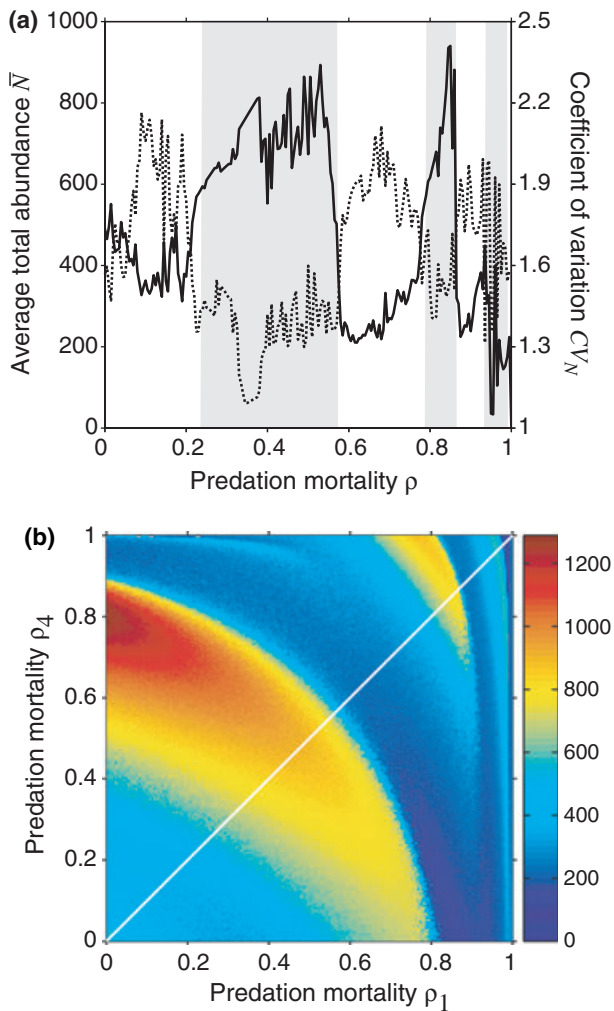 (a)
1000
800
600
400
200
0
Average total abundance N̅
2.5
2.2
1.9
1.6
1.3
1
Coefficient of variation CV_N
0 0.2 0.4 0.6 0.8 1
Predation mortality ρ
(b)
1
0.8
0.6
0.4
0.2
0
Predation mortality ρ₄
1200
1000
800
600
400
200
0
0 0.2 0.4 0.6 0.8 1
Predation mortality ρ₁